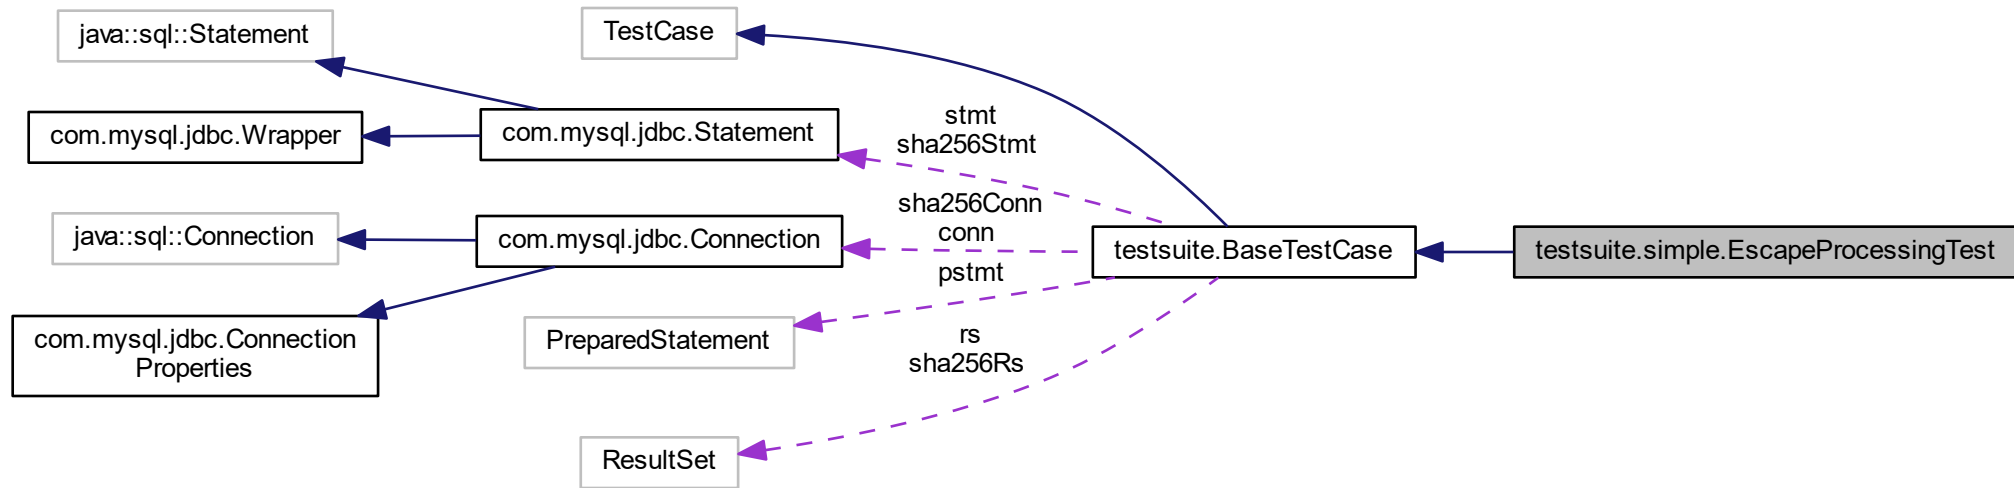 java::sql::Statement
TestCase
com.mysql.jdbc.Wrapper
com.mysql.jdbc.Statement
stmt
sha256Stmt
java::sql::Connection
com.mysql.jdbc.Connection
sha256Conn
conn
testsuite.BaseTestCase
testsuite.simple.EscapeProcessingTest
pstmt
com.mysql.jdbc.Connection
Properties
PreparedStatement
rs
sha256Rs
ResultSet